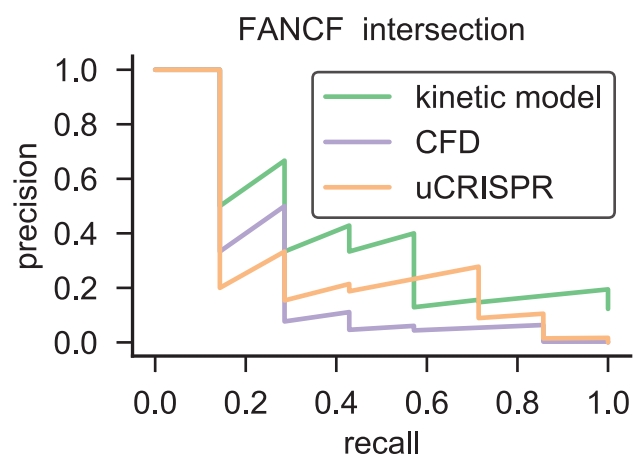 FANCF intersection
precision
1.0
0.8
0.6
0.4
0.2
0.0
kinetic model
CFD
uCRISPR
0.0 0.2 0.4 0.6 0.8 1.0
recall